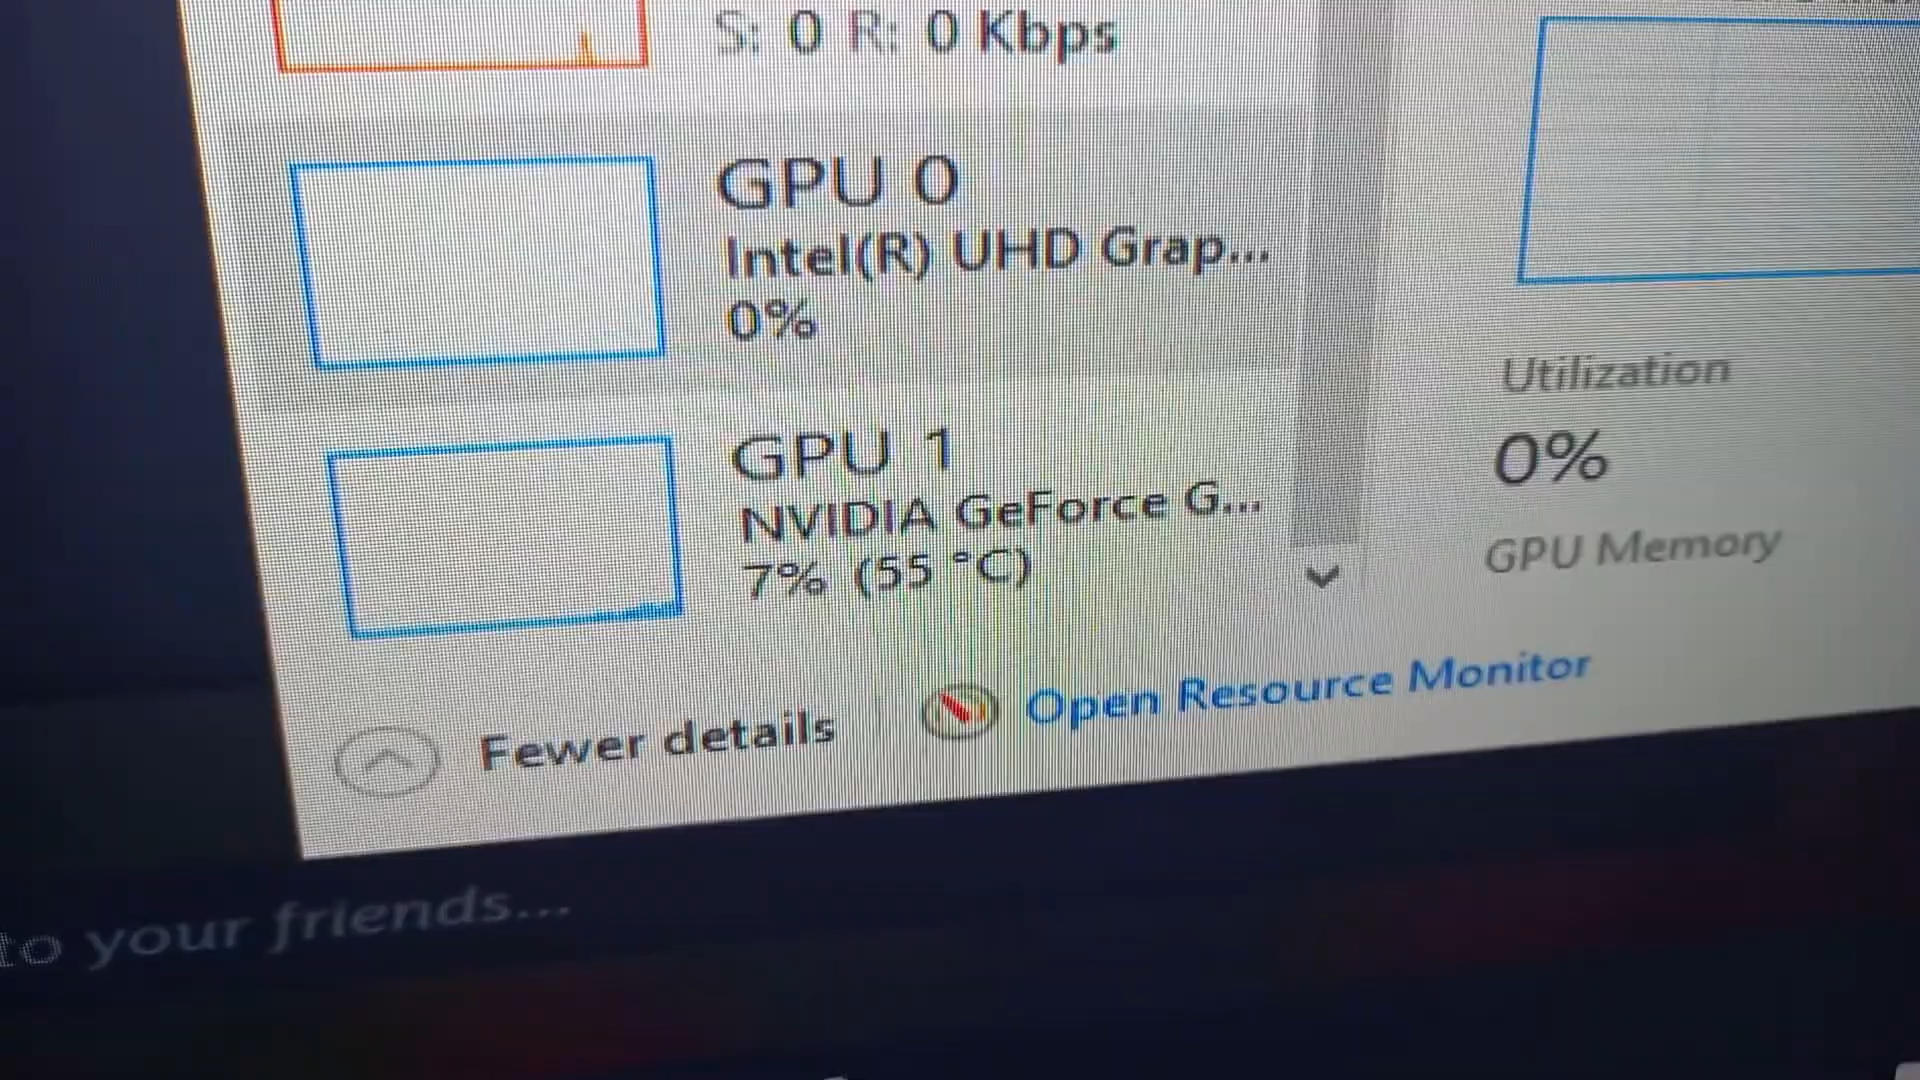 S: 0 R: 0 Kbps
GPU 0
Intel(R) UHD Grap...
0%
GPU 1
NVIDIA GeForce G...
7% (55 °C)
Utilization
0%
GPU Memory
Fewer details
Open Resource Monitor
to your friends...